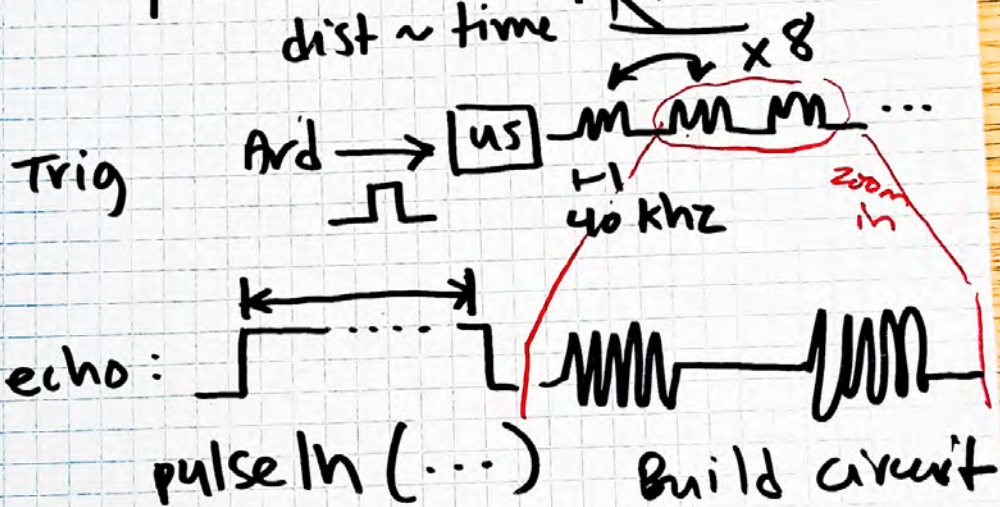 dist ~ time
x 8
Trig Ard us ...
40 khz
zoom
in
echo: ....
pulseIn (...) Build circuit